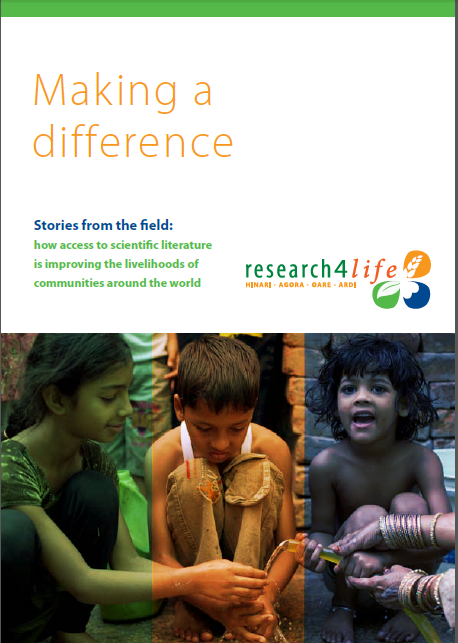 Making a
difference
Stories from the field:
how access to scientific literature
is improving the livelihoods of
communities around the world
research4life
HINARI · AGORA · OARE · ARDI